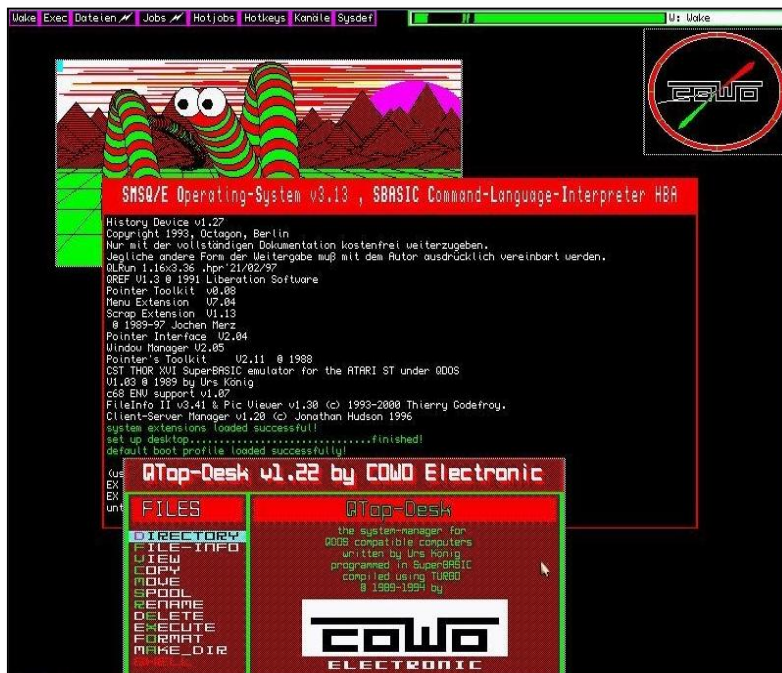 Wake Exec Dateien Jobs Hotjobs Hotkeys Kanäle Sysdef
W: Wake
COWO
SMSQ/E Operating-System v3.13 , SBASIC Command-Language-Interpreter HBA
History Device v1.27
Copyright 1993, Octagon, Berlin
Nur mit der vollständigen Dokumentation kostenfrei weiterzugeben.
Jegliche andere Form der Weitergabe muß mit dem Autor ausdrücklich vereinbart werden.
QLRun 1.16x3.36 .hpr'21/02/97
QREF V1.3 © 1991 Liberation Software
Pointer Toolkit v0.08
Menu Extension V7.04
Scrap Extension V1.13
© 1989-97 Jochen Merz
Pointer Interface V2.04
Window Manager V2.05
Pointer's Toolkit V2.11 © 1988
CST THOR XVI SuperBASIC emulator for the ATARI ST under QDOS
V1.03 © 1989 by Urs König
c68 ENV support v1.07
FileInfo II v3.41 & Pic Viewer v1.30 (c) 1993-2000 Thierry Godefroy.
Client-Server Manager v1.20 (c) Jonathan Hudson 1996
system extensions loaded successful!
set up desktop..............................finished!
default boot profile loaded successfully!
(us
EX
EX
unt
QTop-Desk v1.22 by COWO Electronic
FILES
DIRECTORY
FILE-INFO
VIEW
COPY
MOVE
SPOOL
RENAME
DELETE
EXECUTE
FORMAT
MAKE_DIR
SHELL
QTop-Desk
the system-manager for
QDOS compatible computers
written by Urs König
programmed in SuperBASIC
compiled using TURBO
© 1989-1994 by
COWO
ELECTRONIC